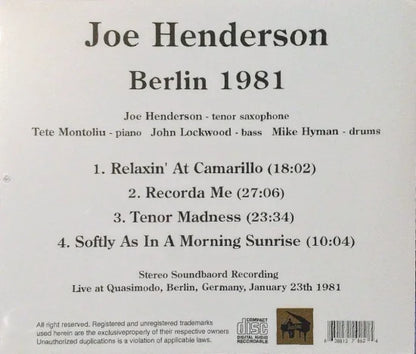 Joe Henderson
Berlin 1981
Joe Henderson - tenor saxophone
Tete Montoliu - piano   John Lockwood - bass   Mike Hyman - drums
1. Relaxin' At Camarillo (18:02)
2. Recorda Me (27:06)
3. Tenor Madness (23:34)
4. Softly As In A Morning Sunrise (10:04)
Stereo Soundbaord Recording
Live at Quasimodo, Berlin, Germany, January 23th 1981
All right reserved. Registered and unregistered trademarks
used herein are the exclusiveproperty of their respective owners
Unauthorized duplications is a violation of applicable laws.
COMPACT
disc
DIGITAL AUDIO
RECORDABLE